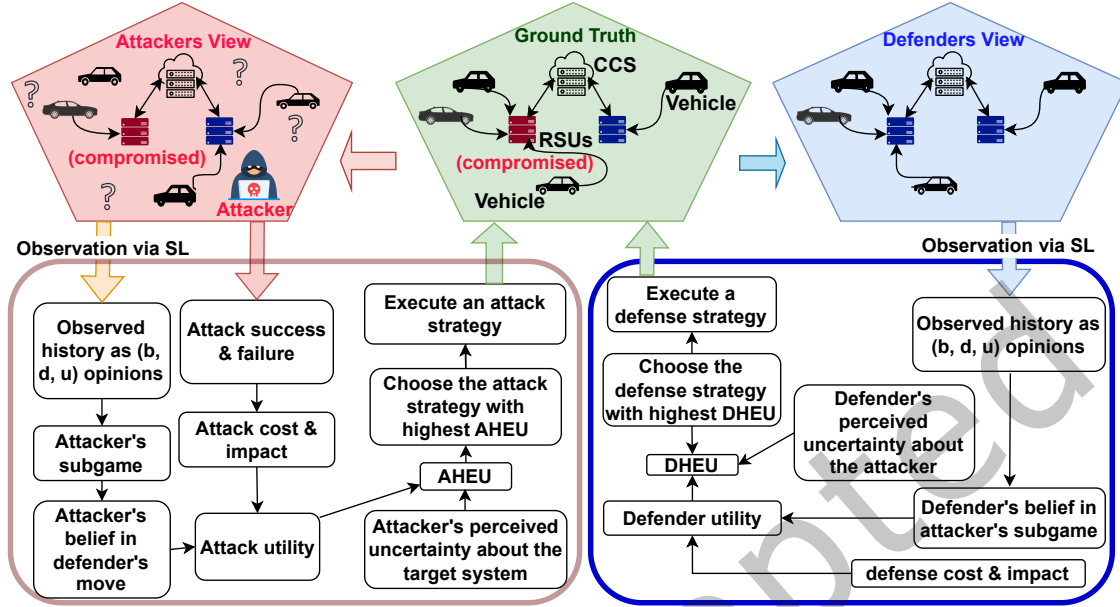 Attackers View
?
?
?
?
(compromised)
Attacker
Ground Truth
CCS
Vehicle
RSUs
(compromised)
Vehicle
Defenders View
Observation via SL
Observation via SL
Observed
history as (b,
d, u) opinions
Attacker's
subgame
Attacker's
belief in
defender's
move
Attack success
& failure
Attack cost &
impact
Attack utility
Execute an attack
strategy
Choose the attack
strategy with
highest AHEU
AHEU
Attacker's perceived
uncertainty about the
target system
Execute a
defense strategy
Choose the
defense strategy
with highest DHEU
DHEU
Defender utility
Defender's
perceived
uncertainty about
the attacker
Observed history as
(b, d, u) opinions
Defender's belief in
attacker's subgame
defense cost & impact
epted